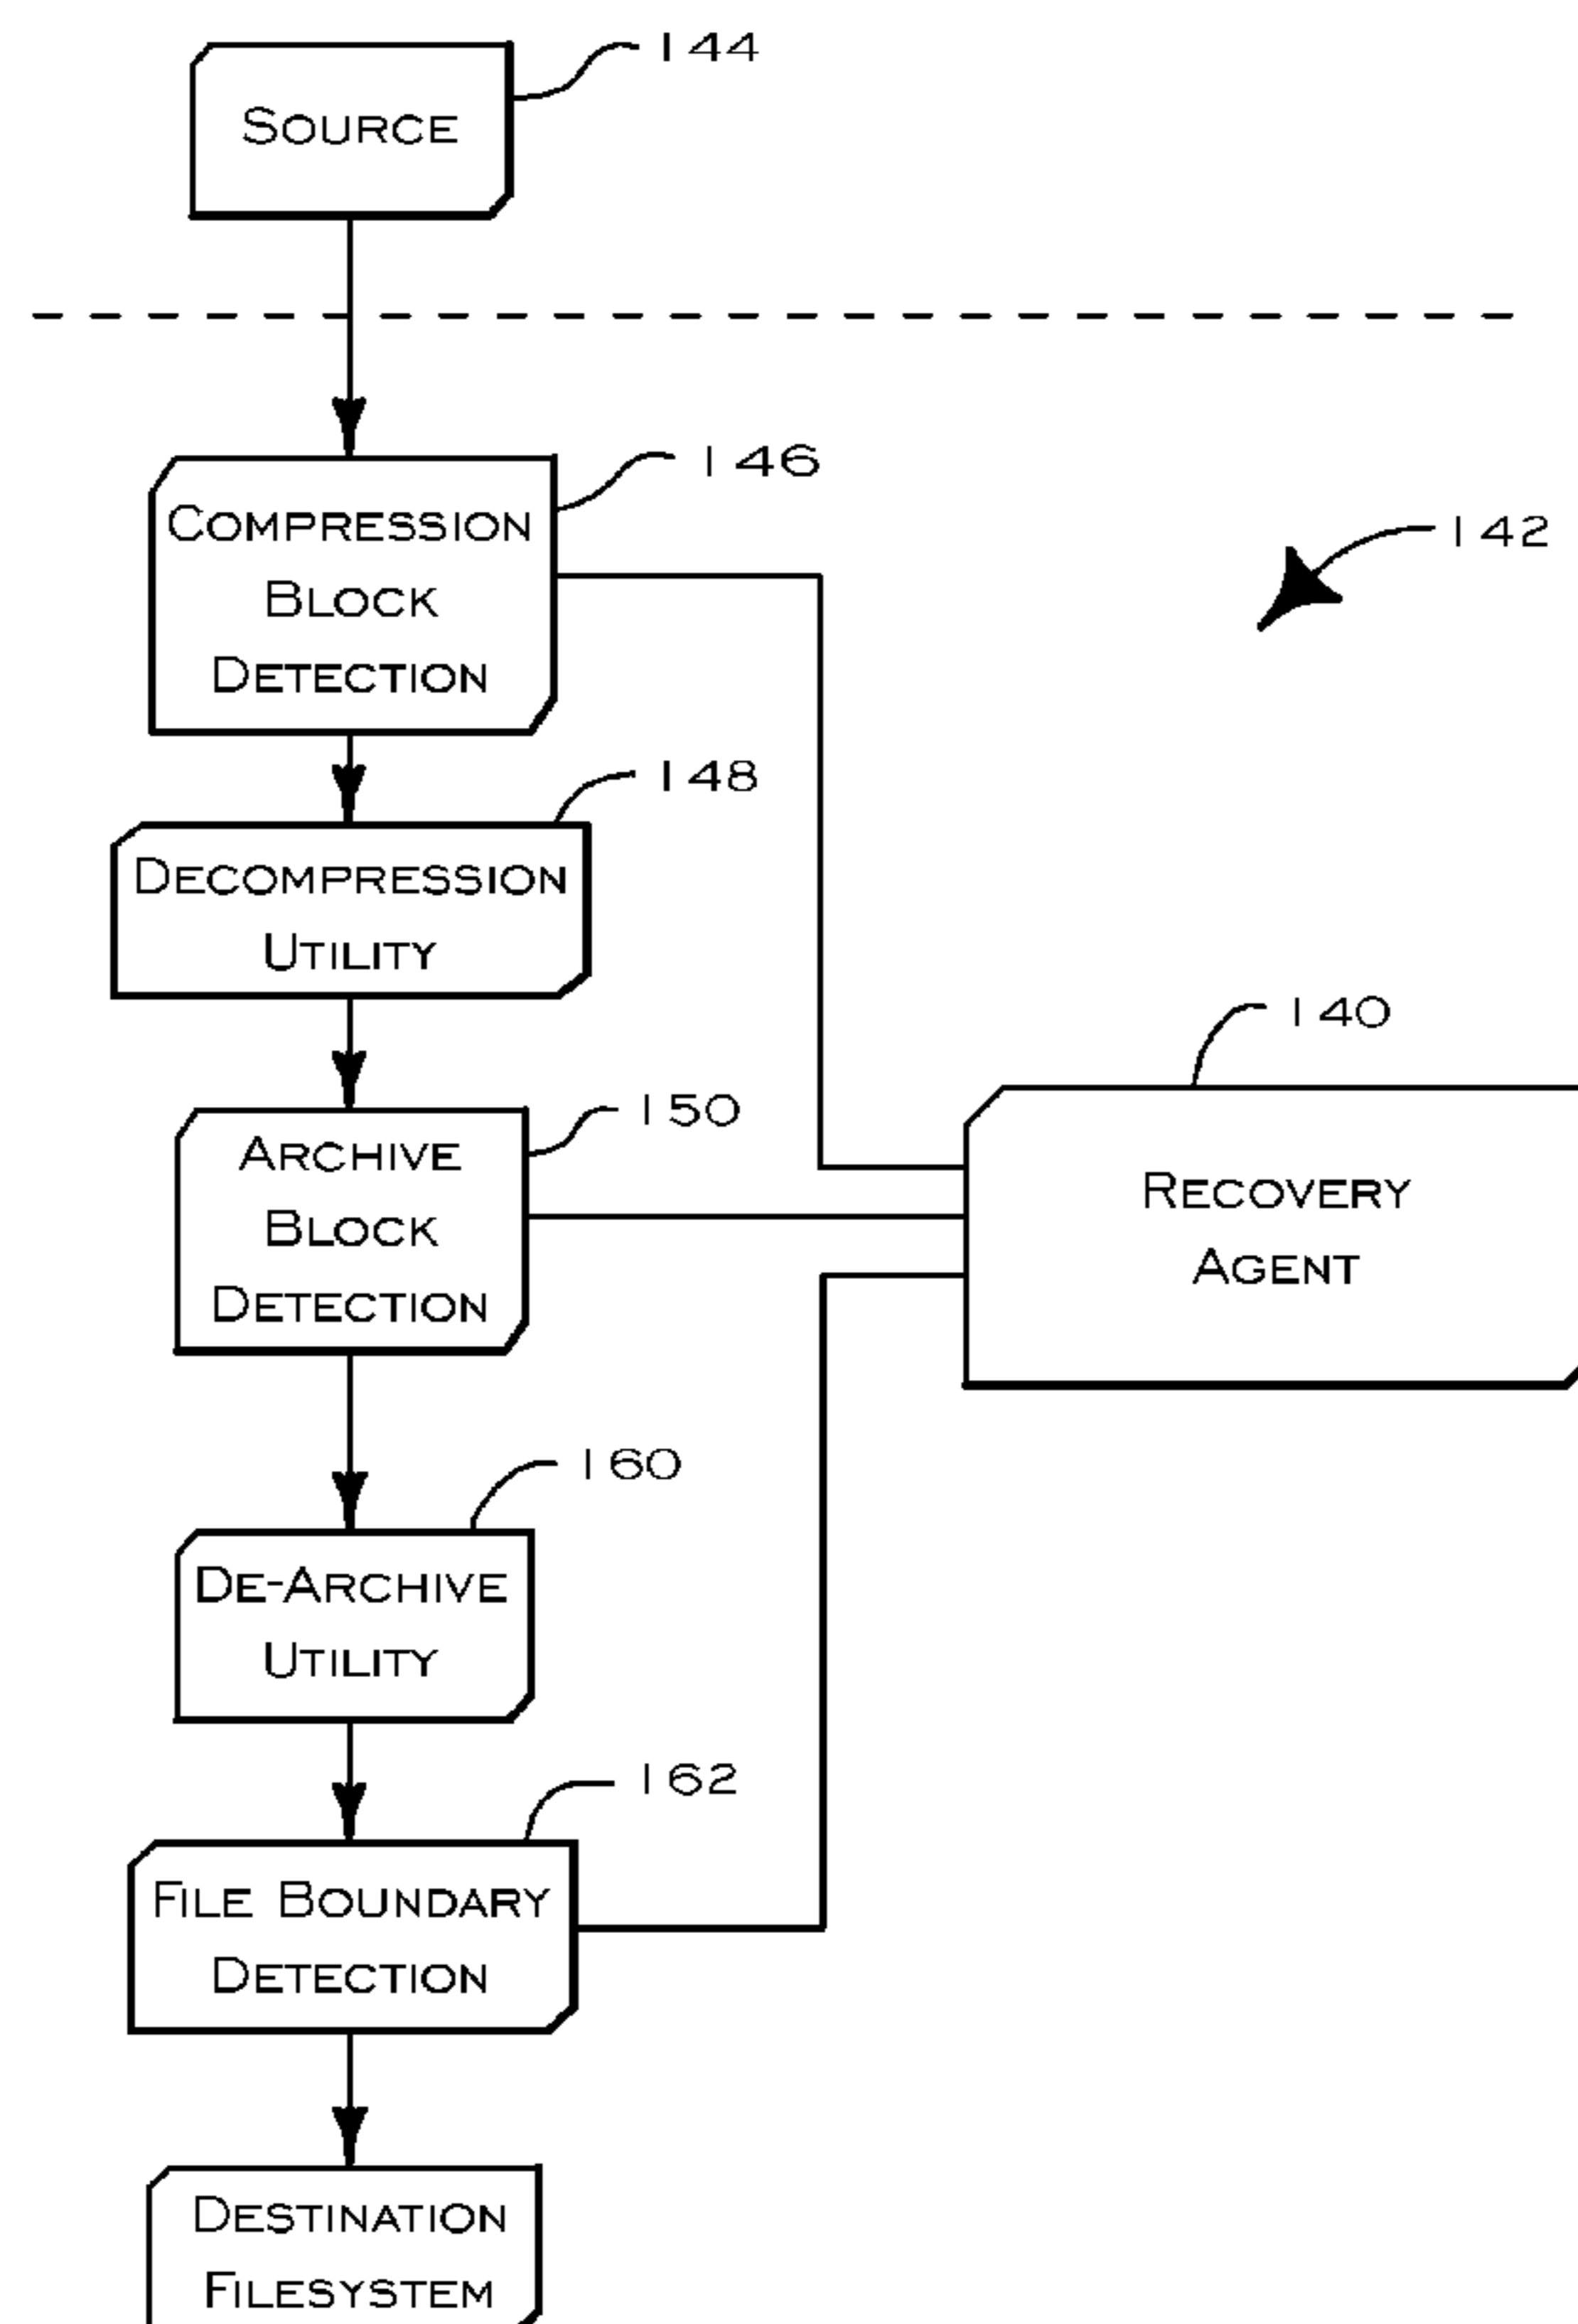 144
SOURCE
146
142
COMPRESSION
BLOCK
DETECTION
148
DECOMPRESSION
UTILITY
140
150
ARCHIVE
BLOCK
DETECTION
RECOVERY
AGENT
160
DE-ARCHIVE
UTILITY
162
FILE BOUNDARY
DETECTION
DESTINATION
FILESYSTEM